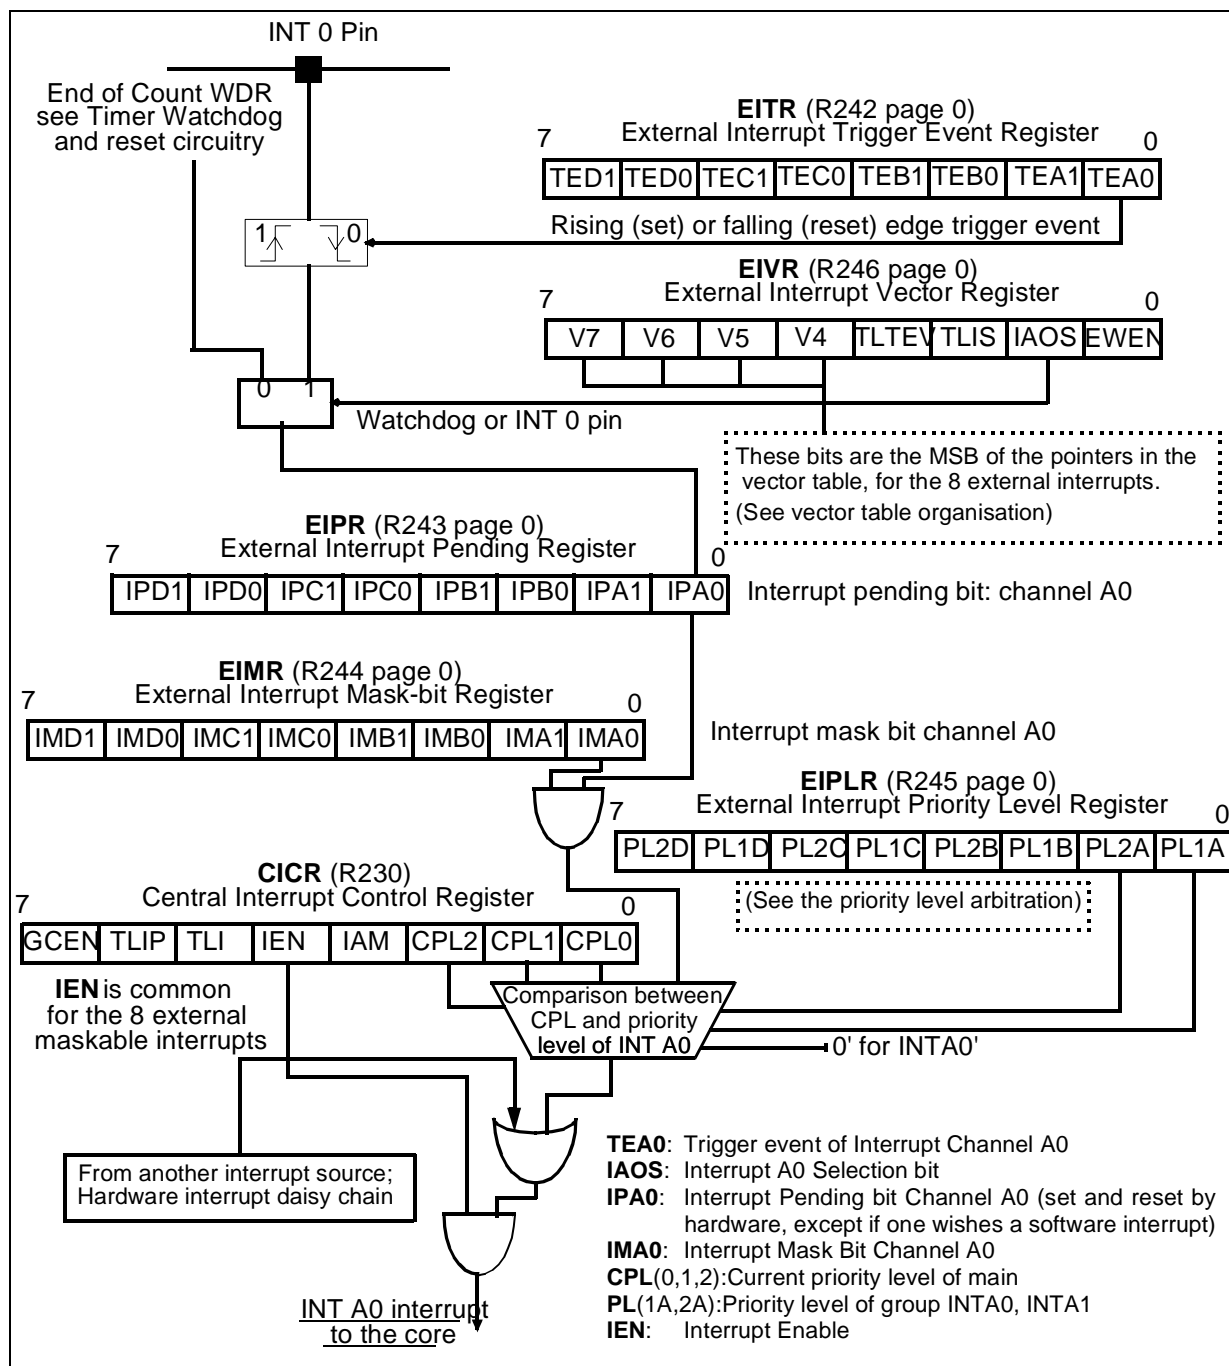 INT 0 Pin
End of Count WDR
see Timer Watchdog
and reset circuitry
EITR (R242 page 0)
External Interrupt Trigger Event Register
7 0
TED1 TED0 TEC1 TEC0 TEB1 TEB0 TEA1 TEA0
1 0
Rising (set) or falling (reset) edge trigger event
EIVR (R246 page 0)
External Interrupt Vector Register
7 0
V7 V6 V5 V4 TLTEV TLIS IAOS EWEN
0 1
Watchdog or INT 0 pin
These bits are the MSB of the pointers in the
vector table, for the 8 external interrupts.
(See vector table organisation)
EIPR (R243 page 0)
External Interrupt Pending Register
7 0
IPD1 IPD0 IPC1 IPC0 IPB1 IPB0 IPA1 IPA0
Interrupt pending bit: channel A0
EIMR (R244 page 0)
External Interrupt Mask-bit Register
7 0
IMD1 IMD0 IMC1 IMC0 IMB1 IMB0 IMA1 IMA0
Interrupt mask bit channel A0
EIPLR (R245 page 0)
External Interrupt Priority Level Register
7 0
PL2D PL1D PL2C PL1C PL2B PL1B PL2A PL1A
(See the priority level arbitration)
CICR (R230)
Central Interrupt Control Register
7 0
GCEN TLIP TLI IEN IAM CPL2 CPL1 CPL0
IEN is common
for the 8 external
maskable interrupts
Comparison between
CPL and priority
level of INT A0
0' for INTA0'
From another interrupt source;
Hardware interrupt daisy chain
INT A0 interrupt
to the core
TEA0: Trigger event of Interrupt Channel A0
IAOS: Interrupt A0 Selection bit
IPA0: Interrupt Pending bit Channel A0 (set and reset by
hardware, except if one wishes a software interrupt)
IMA0: Interrupt Mask Bit Channel A0
CPL(0,1,2):Current priority level of main
PL(1A,2A):Priority level of group INTA0, INTA1
IEN: Interrupt Enable